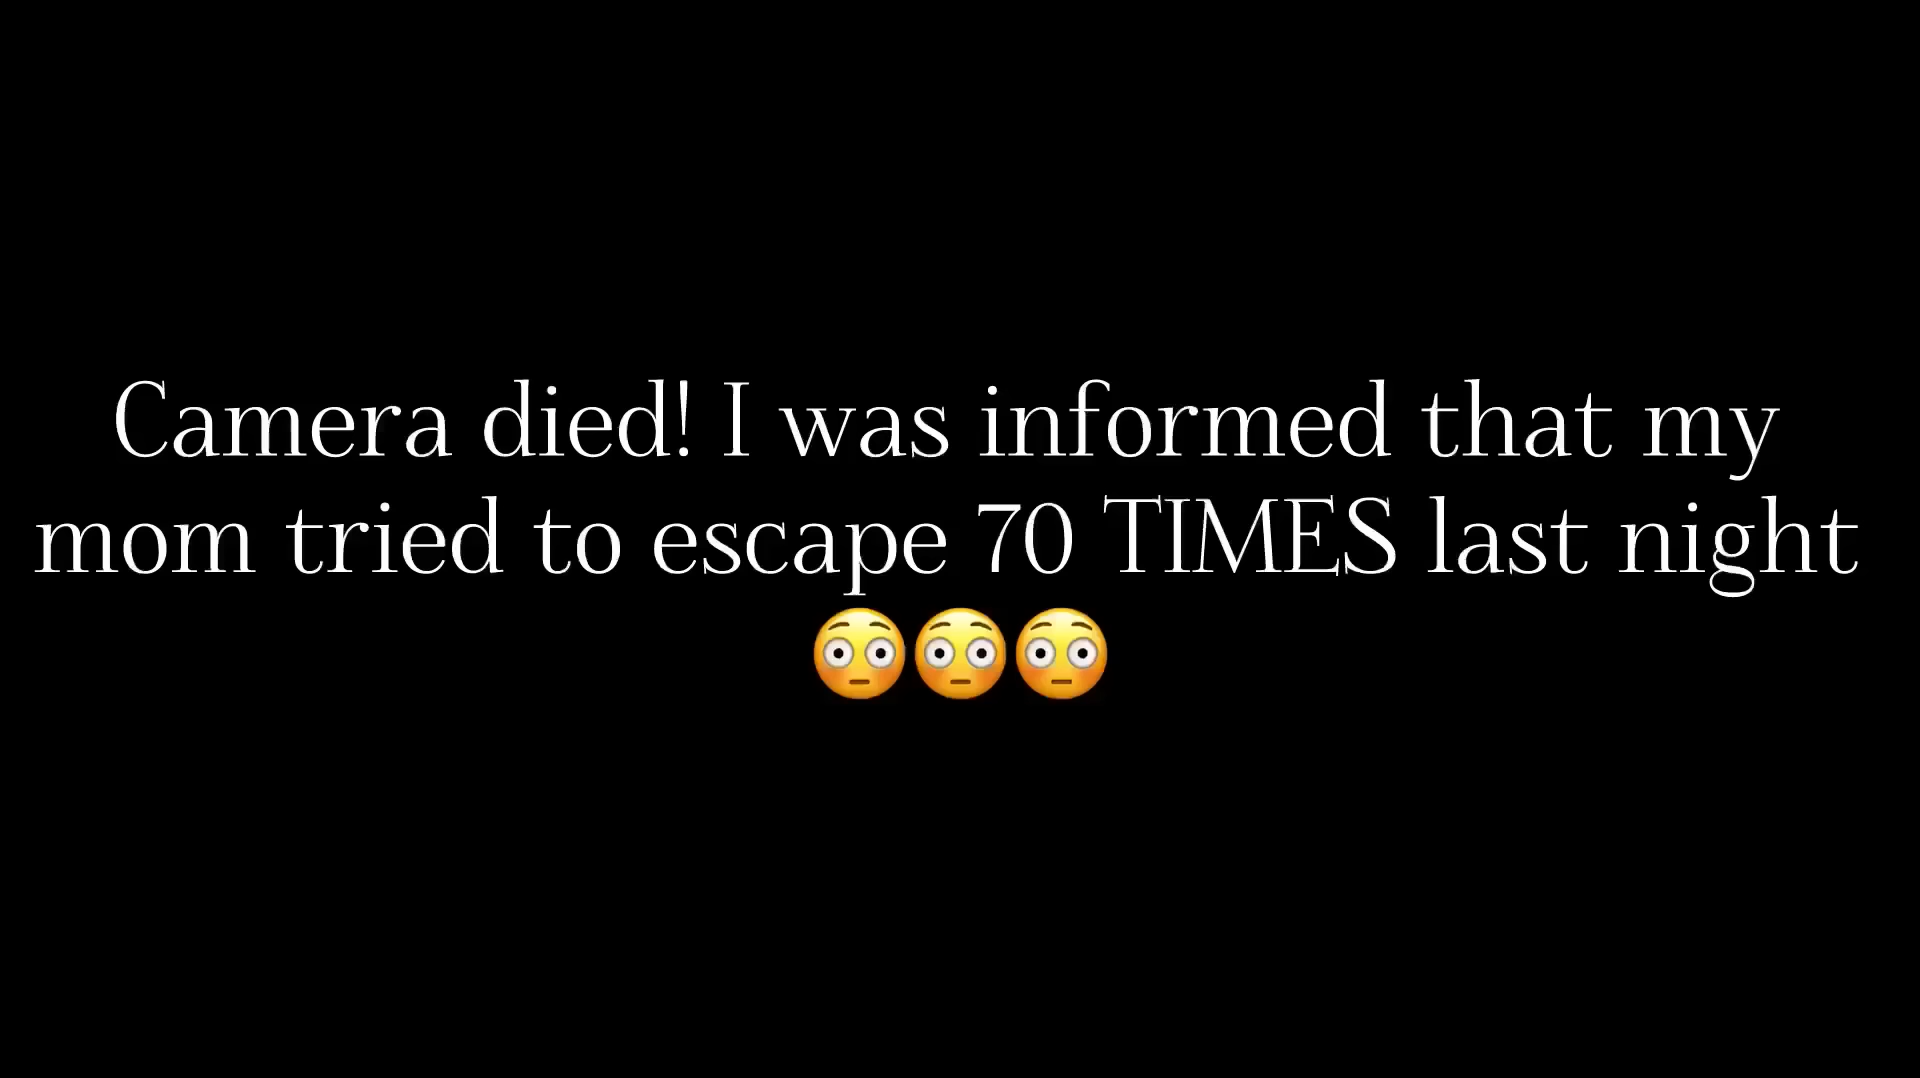 Camera died! I was informed that my
mom tried to escape 70 TIMES last night
😳😳😳